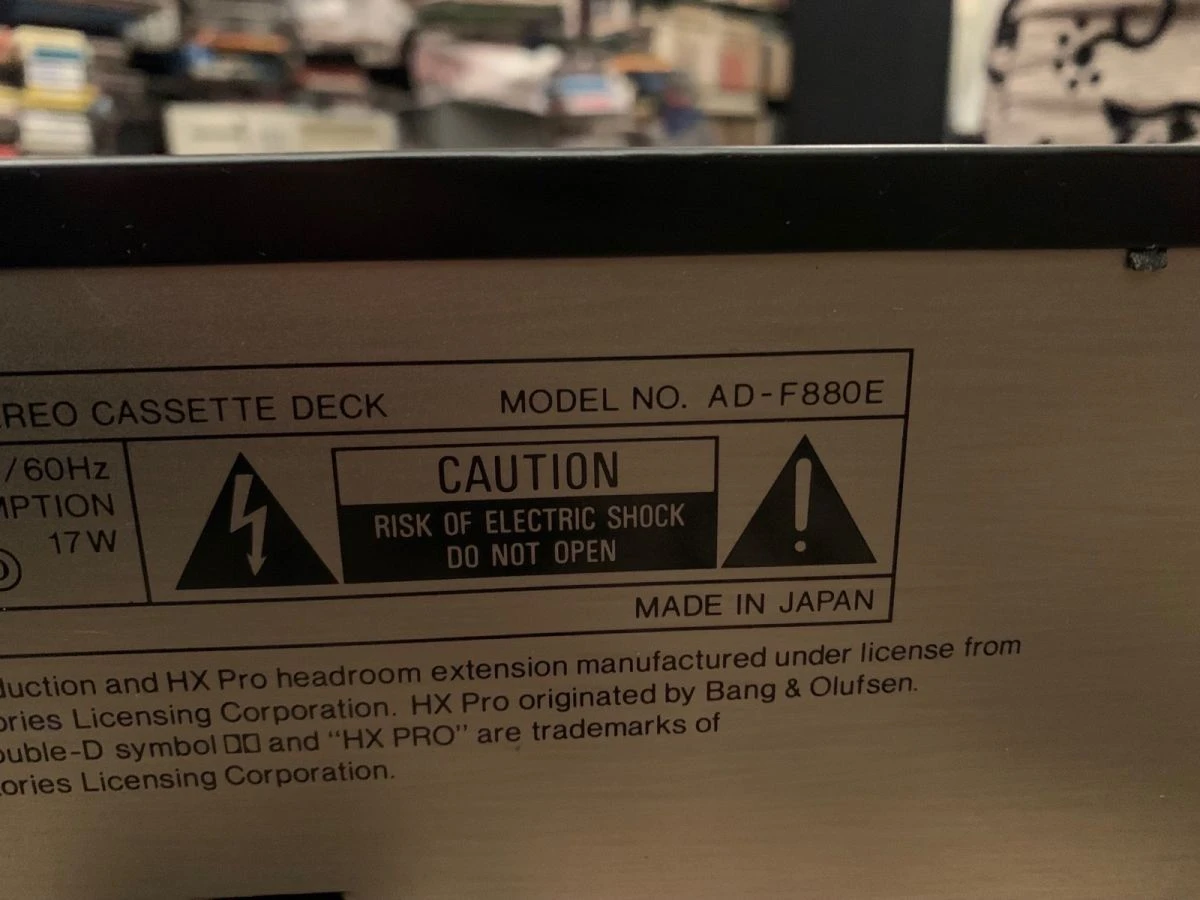 REO CASSETTE DECK MODEL NO. AD-F880E
/60Hz
MPTION
17W
CAUTION
RISK OF ELECTRIC SHOCK
DO NOT OPEN
MADE IN JAPAN
duction and HX Pro headroom extension manufactured under license from
ories Licensing Corporation. HX Pro originated by Bang & Olufsen.
ouble-D symbol and “HX PRO” are trademarks of
ories Licensing Corporation.